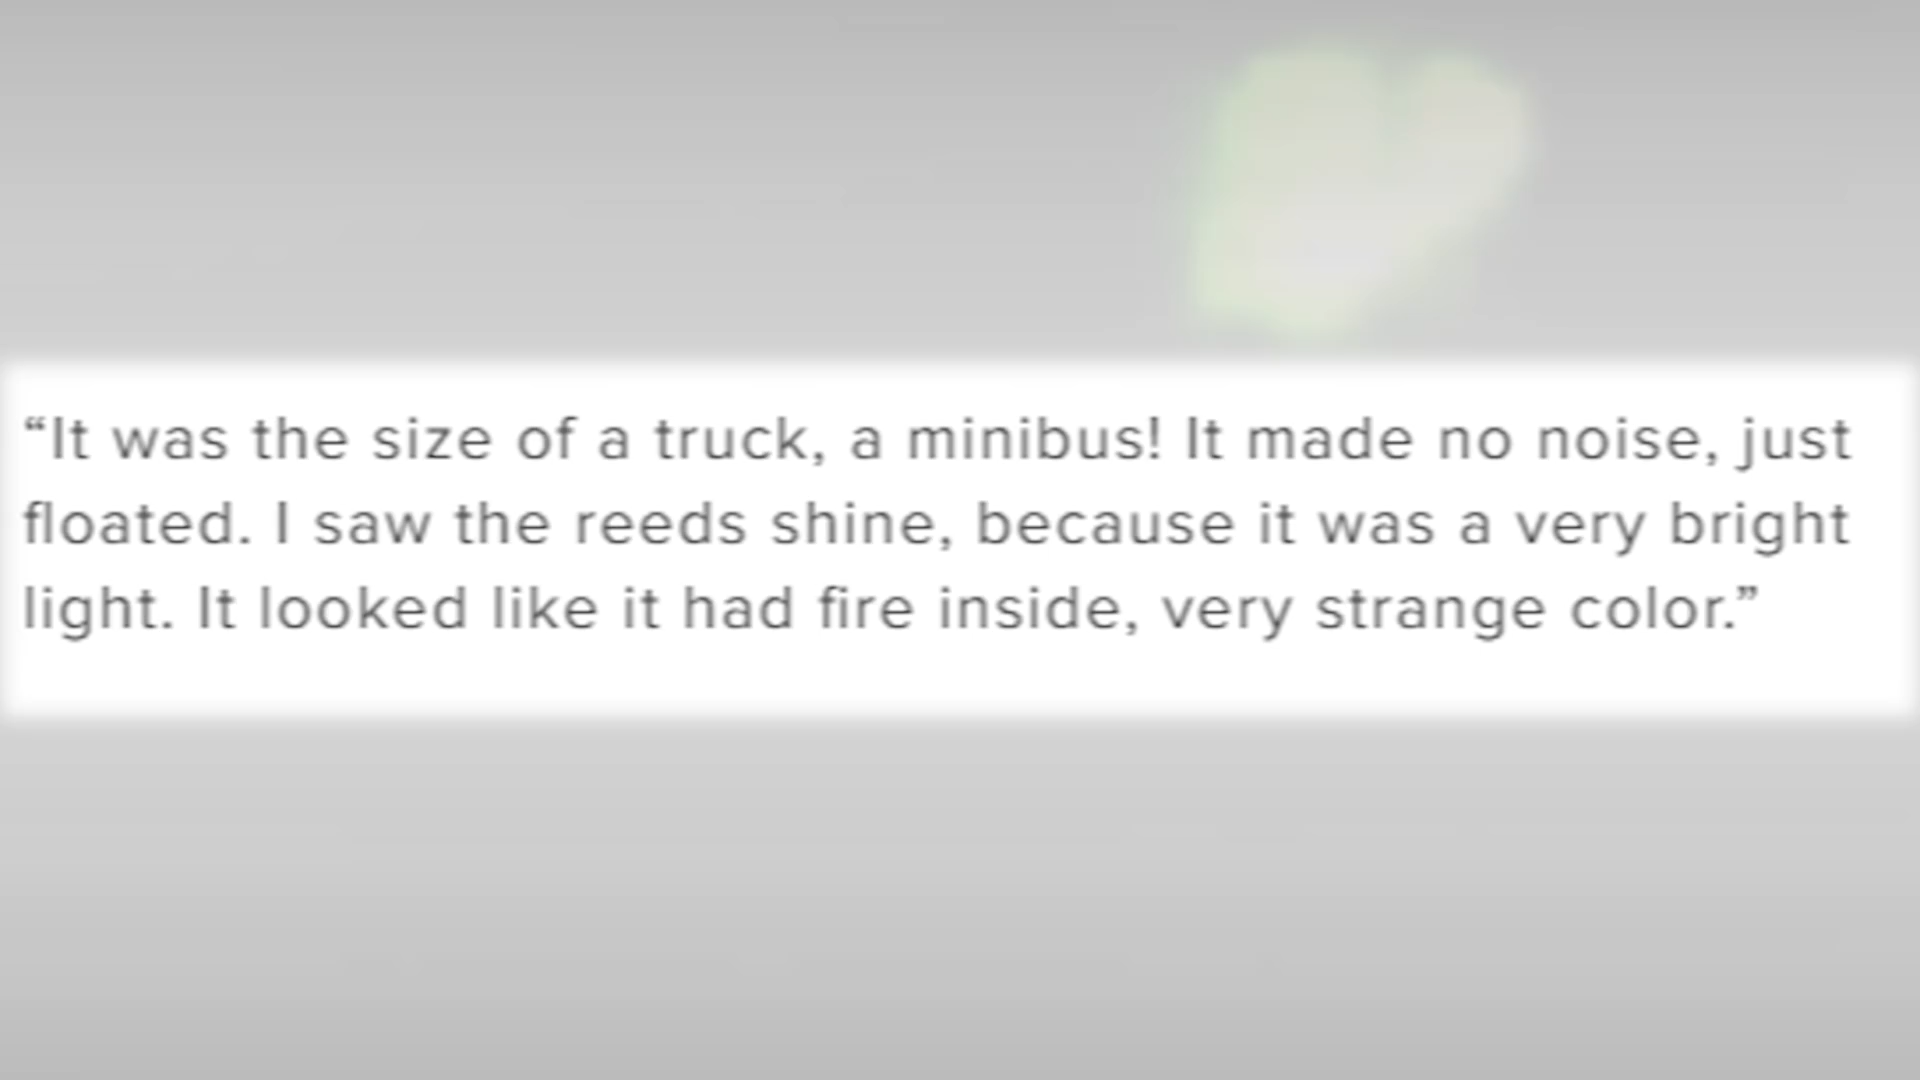 “It was the size of a truck, a minibus! It made no noise, just
floated. I saw the reeds shine, because it was a very bright
light. It looked like it had fire inside, very strange color.”